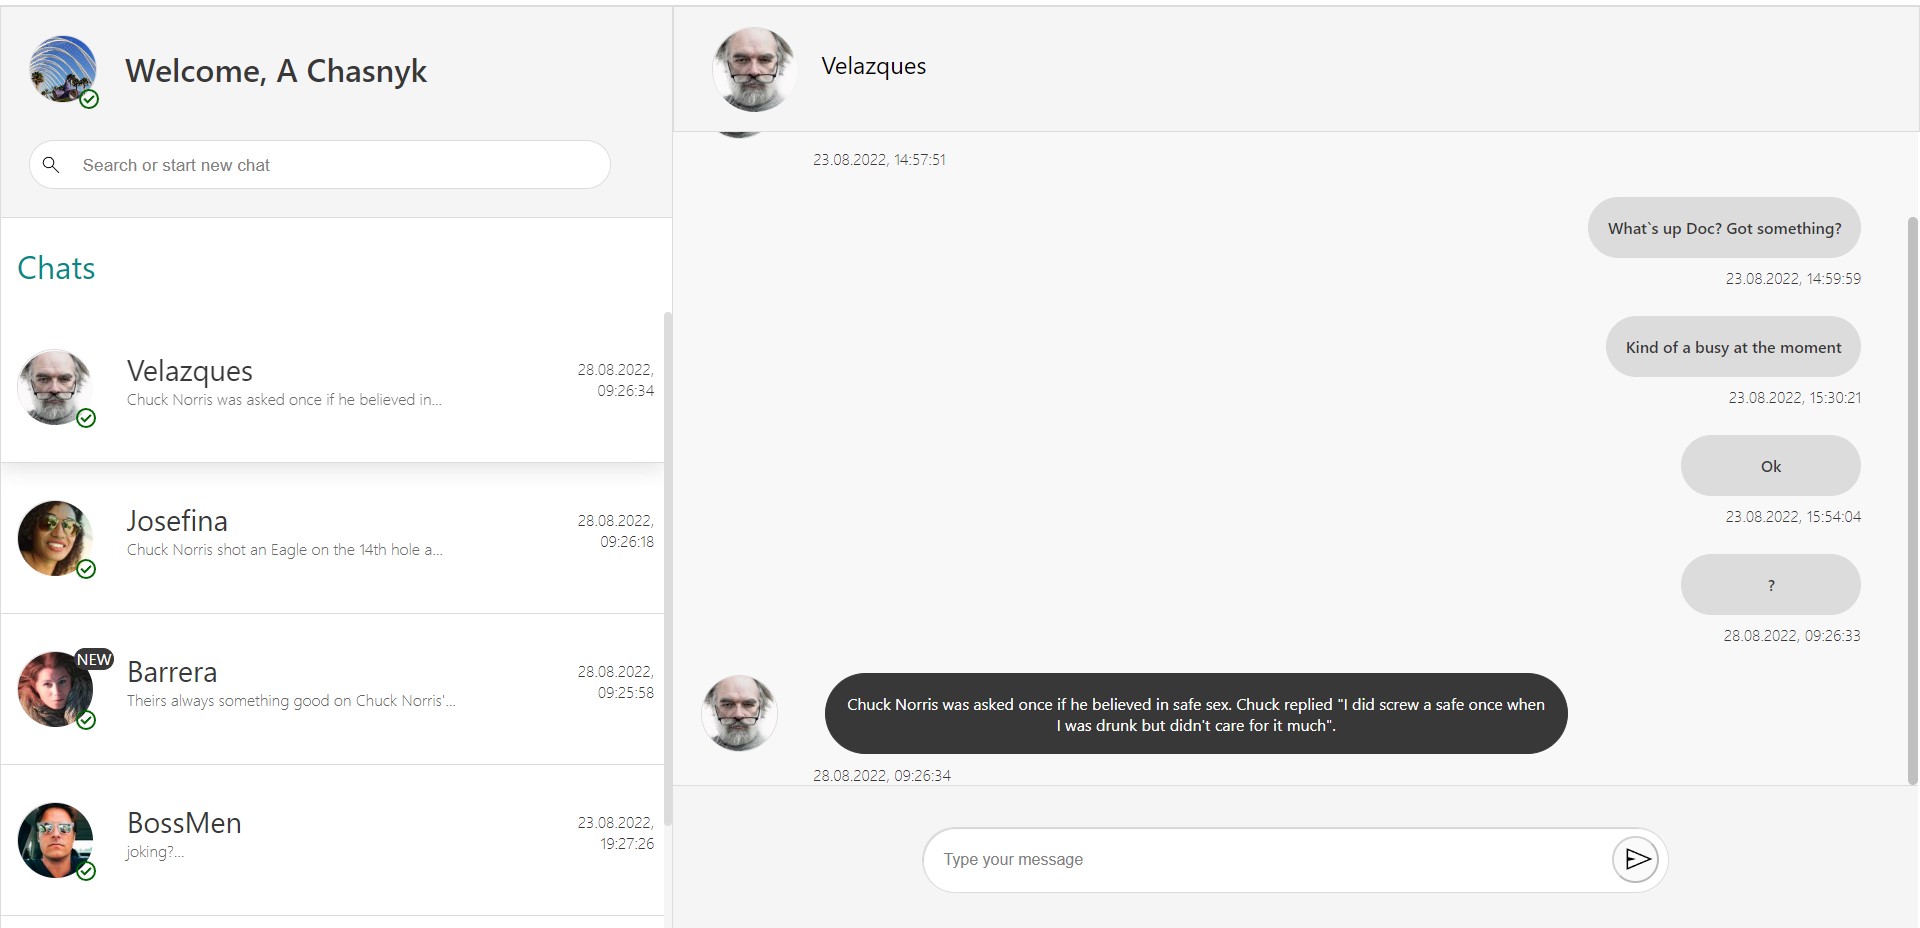 Welcome, A Chasnyk
Search or start new chat
Chats
Velazques
Chuck Norris was asked once if he believed in...
28.08.2022,
09:26:34
Josefina
Chuck Norris shot an Eagle on the 14th hole a...
28.08.2022,
09:26:18
NEW
Barrera
Theirs always something good on Chuck Norris'...
28.08.2022,
09:25:58
BossMen
joking?...
23.08.2022,
19:27:26
Velazques
23.08.2022, 14:57:51
What`s up Doc? Got something?
23.08.2022, 14:59:59
Kind of a busy at the moment
23.08.2022, 15:30:21
Ok
23.08.2022, 15:54:04
?
28.08.2022, 09:26:33
Chuck Norris was asked once if he believed in safe sex. Chuck replied "I did screw a safe once when
I was drunk but didn't care for it much".
28.08.2022, 09:26:34
Type your message